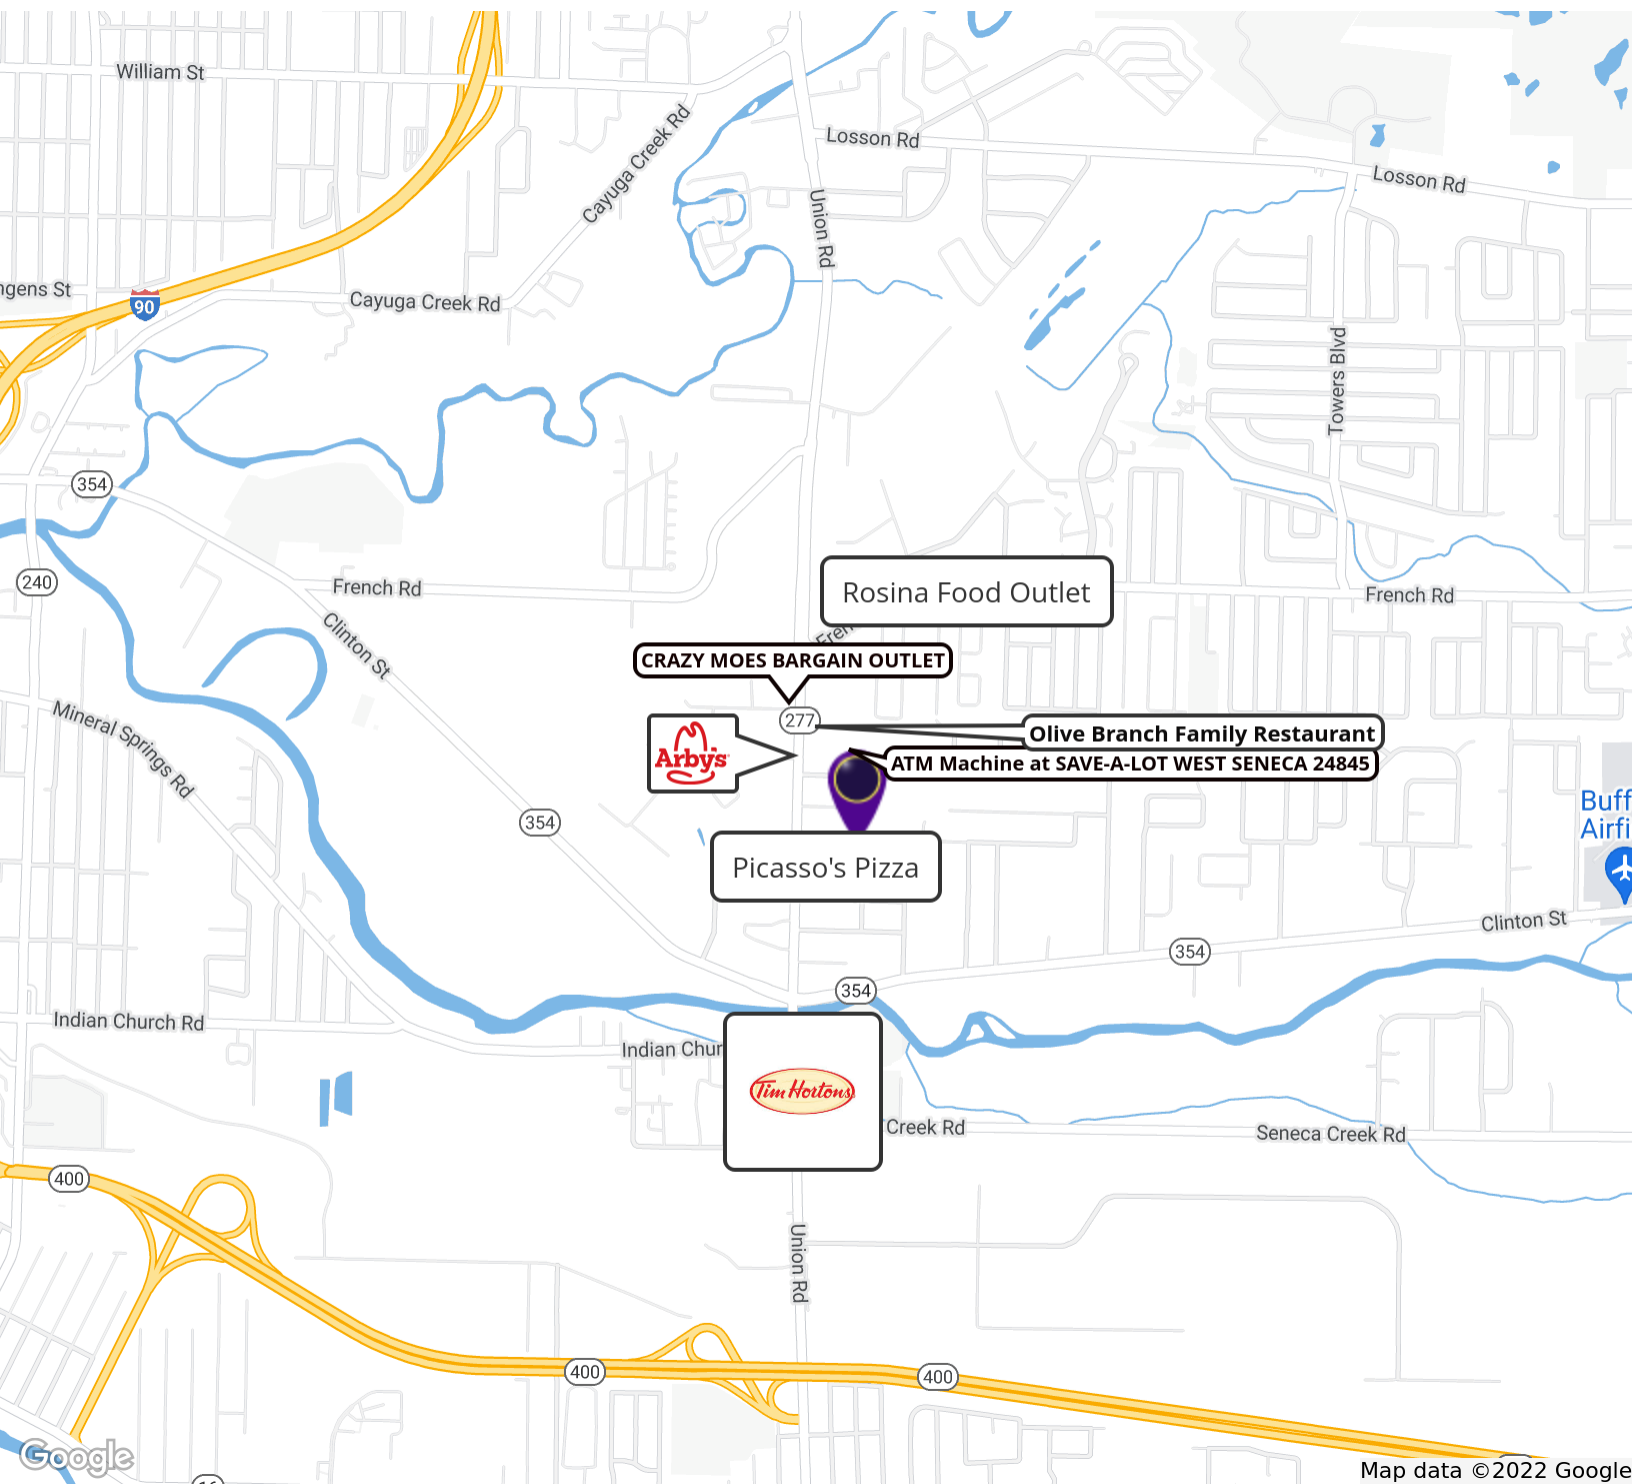 William St
Cayuga Creek Rd
Losson Rd
Losson Rd
Union Rd
ngens St
90
Cayuga Creek Rd
Towers Blvd
354
240
French Rd
Clinton St
Rosina Food Outlet
French Rd
Fren
CRAZY MOES BARGAIN OUTLET
Mineral Springs Rd
277
Arby's
Olive Branch Family Restaurant
ATM Machine at SAVE-A-LOT WEST SENECA 24845
Buff
Airfi
354
Picasso's Pizza
Clinton St
354
354
Indian Church Rd
Indian Chur
Tim Hortons
Creek Rd
Seneca Creek Rd
400
Union Rd
400
400
Google
Map data ©2022 Google